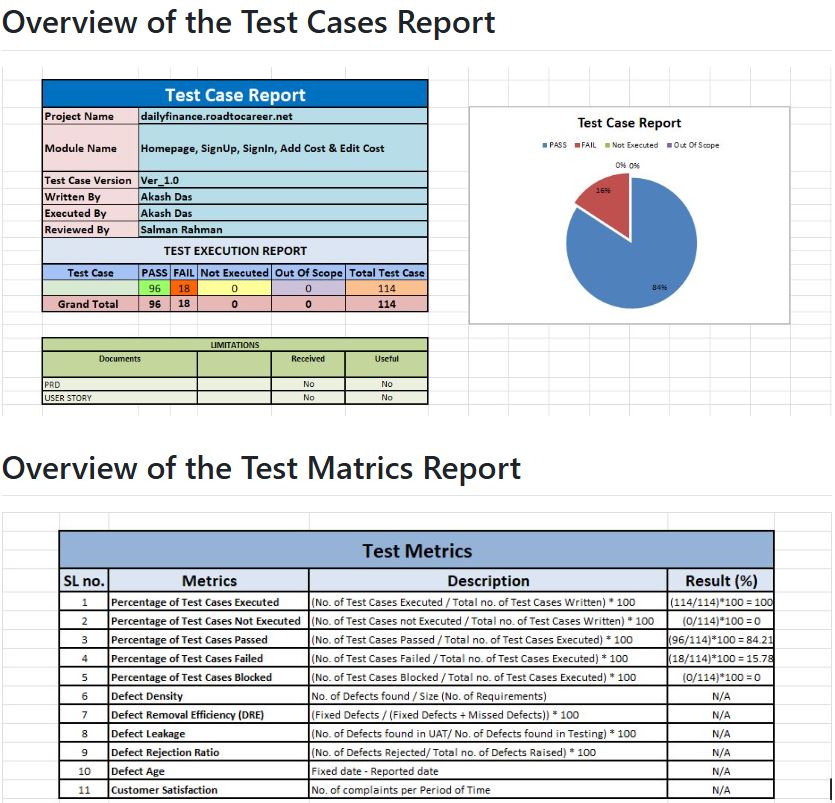 Overview of the Test Cases Report
Test Case Report
Project Name dailyfinance.roadtocareer.net
Module Name Homepage, SignUp, SignIn, Add Cost & Edit Cost
Test Case Version Ver_1.0
Written By Akash Das
Executed By Akash Das
Reviewed By Salman Rahman
TEST EXECUTION REPORT
Test Case PASS FAIL Not Executed Out Of Scope Total Test Case
96 18 0 0 114
Grand Total 96 18 0 0 114
LIMITATIONS
Documents Received Useful
PRD No No
USER STORY No No
Test Case Report
PASS FAIL Not Executed Out Of Scope
0% 0%
16%
84%
Overview of the Test Matrics Report
Test Metrics
SL no. Metrics Description Result (%)
1 Percentage of Test Cases Executed (No. of Test Cases Executed / Total no. of Test Cases Written) * 100 (114/114)*100 = 100
2 Percentage of Test Cases Not Executed (No. of Test Cases not Executed / Total no. of Test Cases Written) * 100 (0/114)*100 = 0
3 Percentage of Test Cases Passed (No. of Test Cases Passed / Total no. of Test Cases Executed) * 100 (96/114)*100 = 84.21
4 Percentage of Test Cases Failed (No. of Test Cases Failed / Total no. of Test Cases Executed) * 100 (18/114)*100 = 15.78
5 Percentage of Test Cases Blocked (No. of Test Cases Blocked / Total no. of Test Cases Executed) * 100 (0/114)*100 = 0
6 Defect Density No. of Defects found / Size (No. of Requirements) N/A
7 Defect Removal Efficiency (DRE) (Fixed Defects / (Fixed Defects + Missed Defects)) * 100 N/A
8 Defect Leakage (No. of Defects found in UAT/ No. of Defects found in Testing) * 100 N/A
9 Defect Rejection Ratio (No. of Defects Rejected/ Total no. of Defects Raised) * 100 N/A
10 Defect Age Fixed date - Reported date N/A
11 Customer Satisfaction No. of complaints per Period of Time N/A